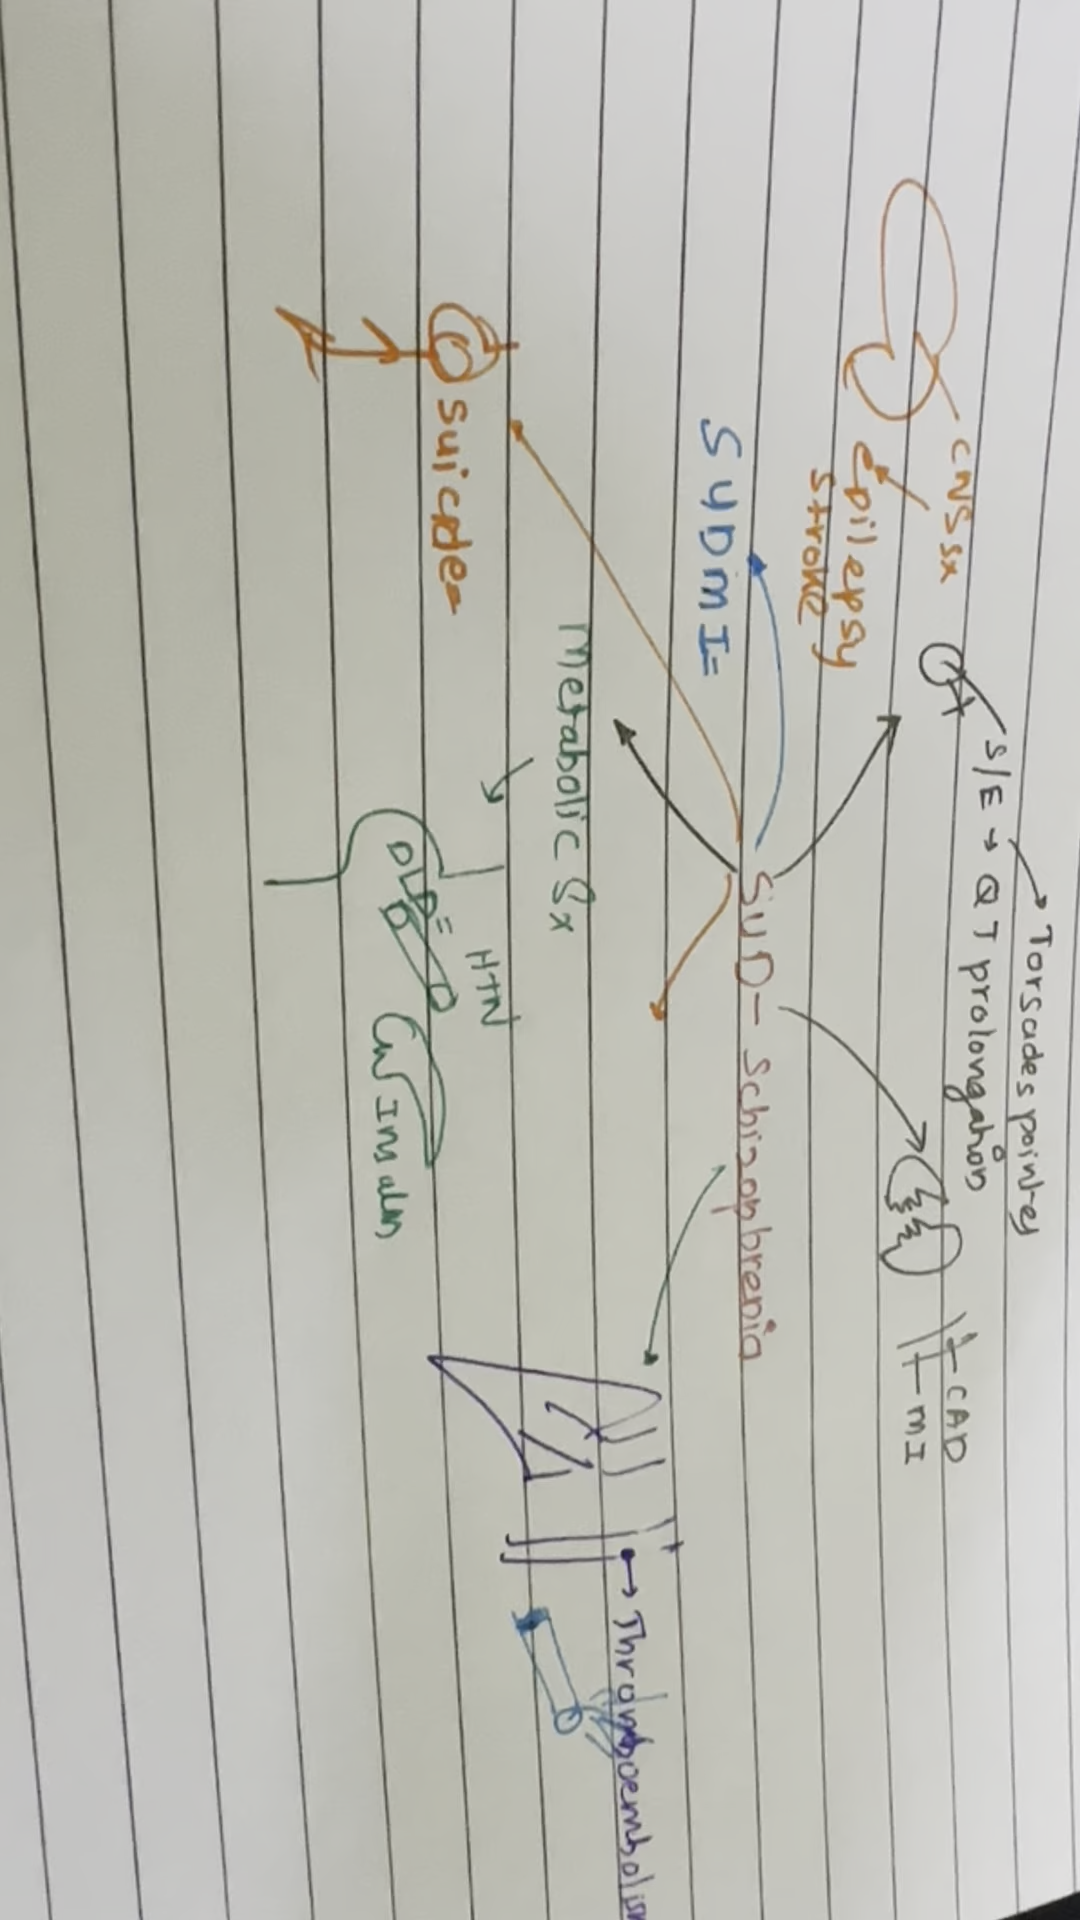 Torsades pointes
S/E → QT prolongation
CNS sx
epilepsy
stroke
CAD
MI
SUDMI=
SUD- Schizophrenia
Metabolic Sx
→ Thromboembolism
HTN
suicide
DLP=
Insulin